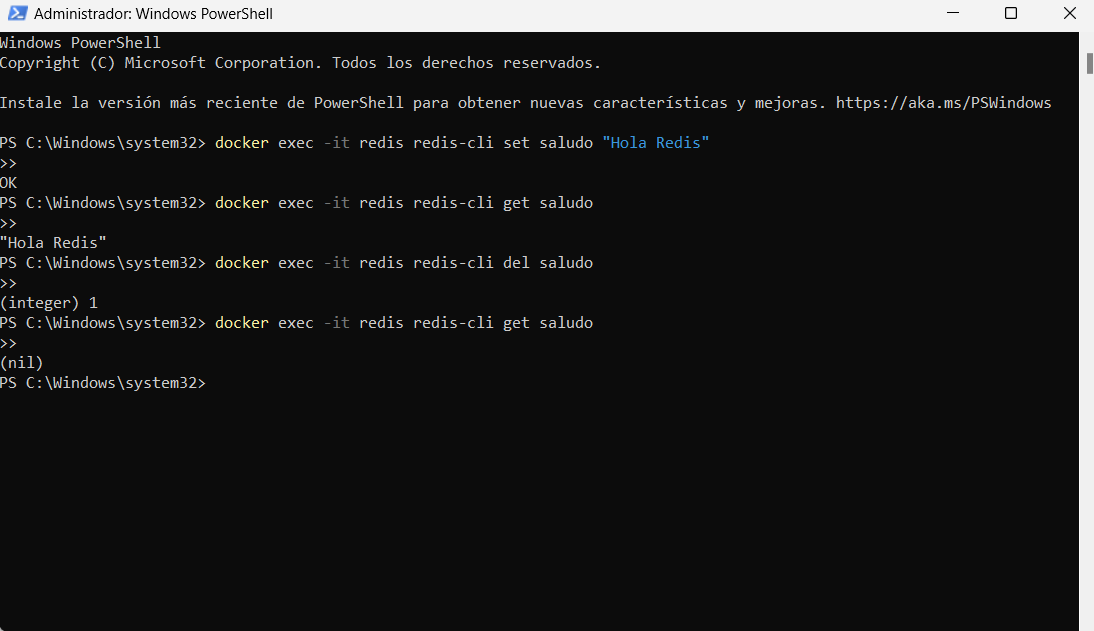 Administrador: Windows PowerShell
Windows PowerShell
Copyright (C) Microsoft Corporation. Todos los derechos reservados.
Instale la versión más reciente de PowerShell para obtener nuevas características y mejoras. https://aka.ms/PSWindows
PS C:\Windows\system32> docker exec -it redis redis-cli set saludo "Hola Redis"
>>
OK
PS C:\Windows\system32> docker exec -it redis redis-cli get saludo
>>
"Hola Redis"
PS C:\Windows\system32> docker exec -it redis redis-cli del saludo
>>
(integer) 1
PS C:\Windows\system32> docker exec -it redis redis-cli get saludo
>>
(nil)
PS C:\Windows\system32>